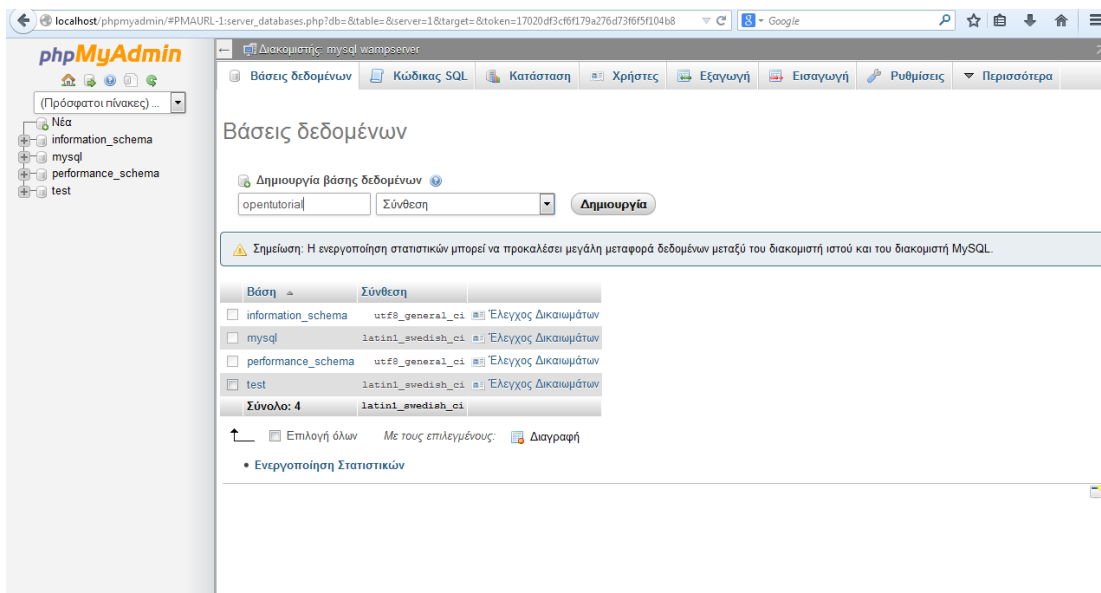 localhost/phpmyadmin/#PMAURL-1:server_databases.php?db=&table=&server=1&target=&token=17020df3cf6f179a276d73f6f5f104b8
Google
phpMyAdmin
(Πρόσφατοι πίνακες) ...
Νέα
information_schema
mysql
performance_schema
test
Διακομιστής: mysql wampserver
Βάσεις δεδομένων
Κώδικας SQL
Κατάσταση
Χρήστες
Εξαγωγή
Εισαγωγή
Ρυθμίσεις
Περισσότερα
Βάσεις δεδομένων
Δημιουργία βάσης δεδομένων
opentutorial
Σύνθεση
Δημιουργία
Σημείωση: Η ενεργοποίηση στατιστικών μπορεί να προκαλέσει μεγάλη μεταφορά δεδομένων μεταξύ του διακομιστή ιστού και του διακομιστή MySQL.
Βάση Σύνθεση
information_schema utf8_general_ci Έλεγχος Δικαιωμάτων
mysql latin1_swedish_ci Έλεγχος Δικαιωμάτων
performance_schema utf8_general_ci Έλεγχος Δικαιωμάτων
test latin1_swedish_ci Έλεγχος Δικαιωμάτων
Σύνολο: 4 latin1_swedish_ci
Επιλογή όλων Με τους επιλεγμένους: Διαγραφή
• Ενεργοποίηση Στατιστικών